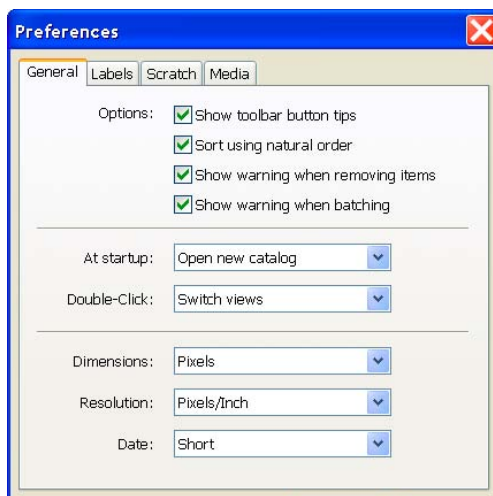 Preferences
General Labels Scratch Media
Options: Show toolbar button tips
Sort using natural order
Show warning when removing items
Show warning when batching
At startup: Open new catalog
Double-Click: Switch views
Dimensions: Pixels
Resolution: Pixels/Inch
Date: Short